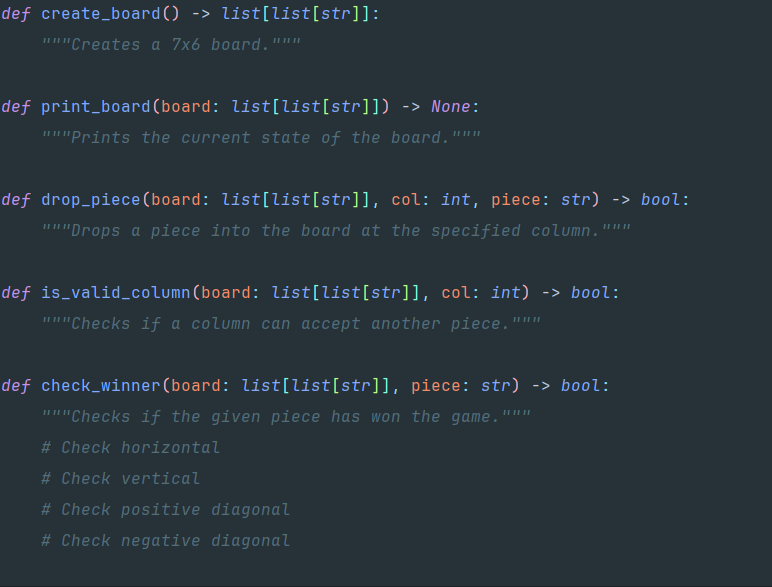 def create_board() -> list[list[str]]:
    """Creates a 7x6 board."""
def print_board(board: list[list[str]]) -> None:
    """Prints the current state of the board."""
def drop_piece(board: list[list[str]], col: int, piece: str) -> bool:
    """Drops a piece into the board at the specified column."""
def is_valid_column(board: list[list[str]], col: int) -> bool:
    """Checks if a column can accept another piece."""
def check_winner(board: list[list[str]], piece: str) -> bool:
    """Checks if the given piece has won the game."""
    # Check horizontal
    # Check vertical
    # Check positive diagonal
    # Check negative diagonal